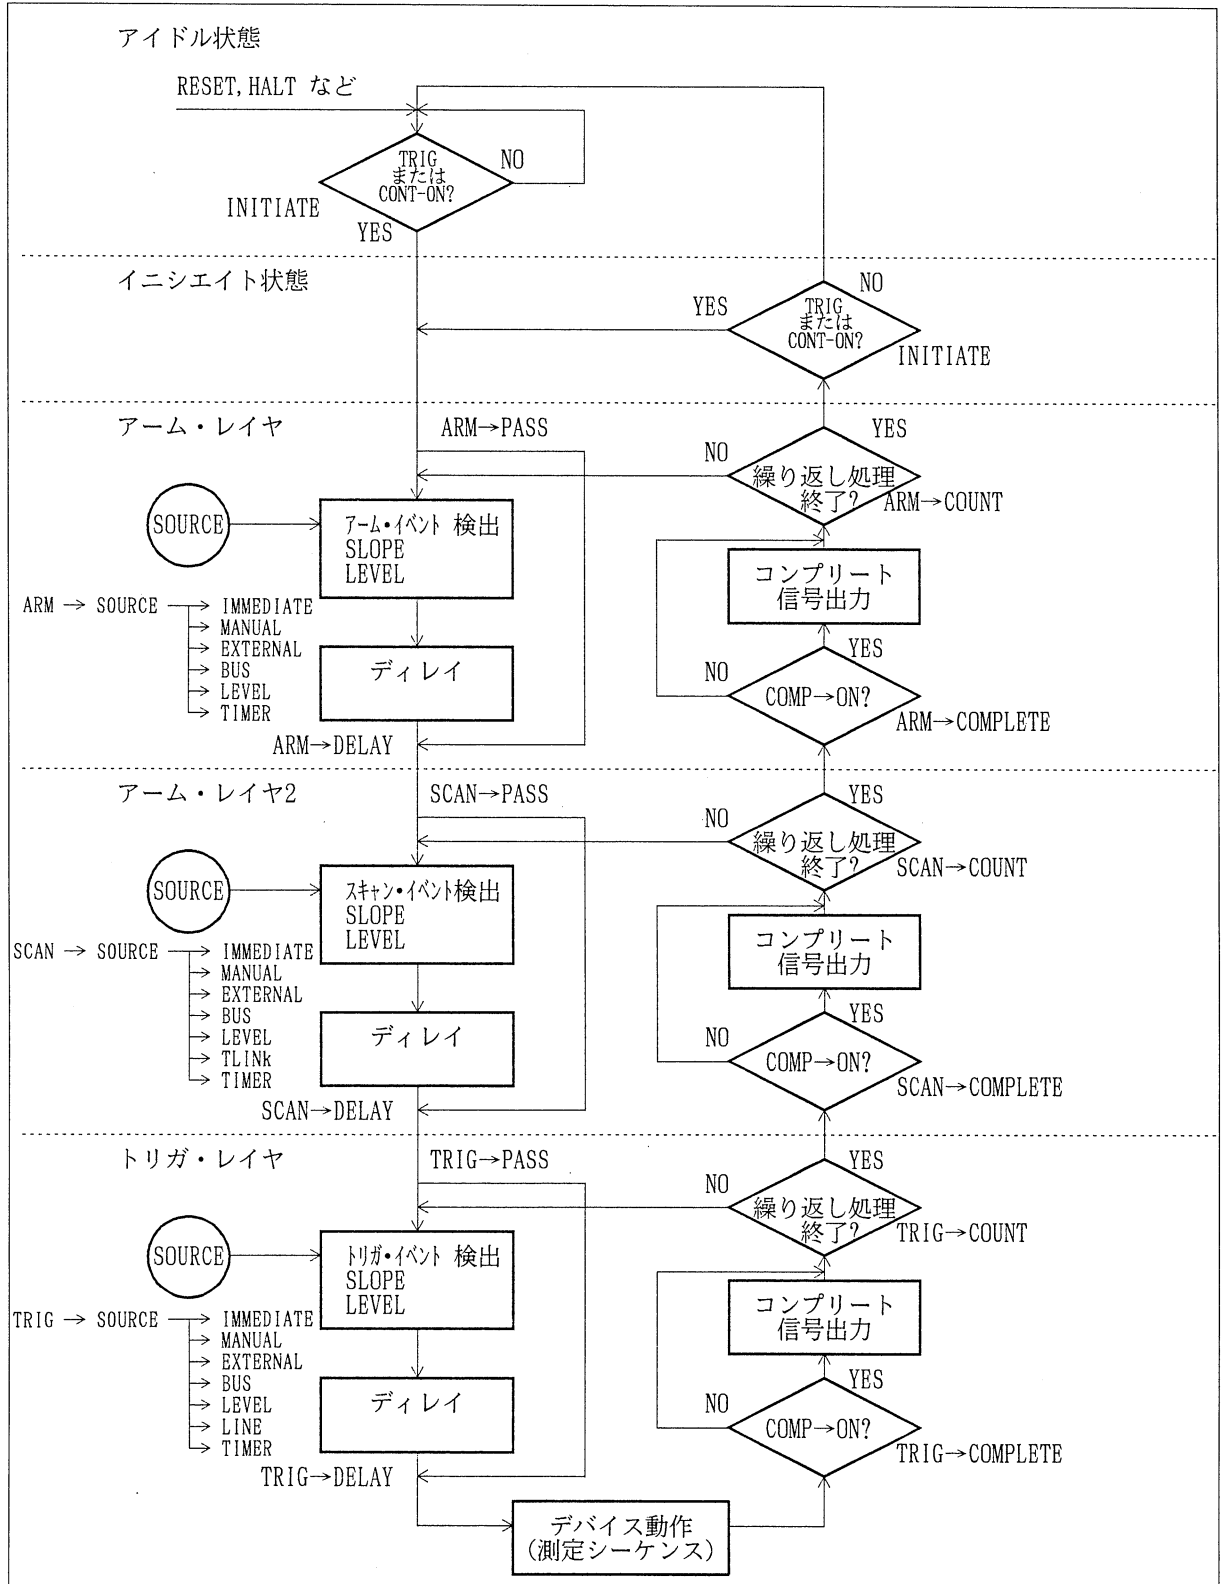 アイドル状態
RESET,HALT など
TRIG
または
CONT-ON?
NO
INITIATE
YES
イニシエイト状態
YES
NO
TRIG
または
CONT-ON?
INITIATE
アーム・レイヤ
ARM→PASS
YES
NO
繰り返し処理
終了?
ARM→COUNT
SOURCE
アーム・イベント 検出
SLOPE
LEVEL
コンプリート
信号出力
ARM → SOURCE → IMMEDIATE
→ MANUAL
→ EXTERNAL
→ BUS
→ LEVEL
→ TIMER
ディレイ
YES
NO
COMP→ON?
ARM→COMPLETE
ARM→DELAY
アーム・レイヤ2
SCAN→PASS
YES
NO
繰り返し処理
終了?
SCAN→COUNT
SOURCE
スキャン・イベント検出
SLOPE
LEVEL
コンプリート
信号出力
SCAN → SOURCE → IMMEDIATE
→ MANUAL
→ EXTERNAL
→ BUS
→ LEVEL
→ TLINk
→ TIMER
ディレイ
YES
NO
COMP→ON?
SCAN→COMPLETE
SCAN→DELAY
トリガ・レイヤ
TRIG→PASS
YES
NO
繰り返し処理
終了?
TRIG→COUNT
SOURCE
トリガ・イベント 検出
SLOPE
LEVEL
コンプリート
信号出力
TRIG → SOURCE → IMMEDIATE
→ MANUAL
→ EXTERNAL
→ BUS
→ LEVEL
→ LINE
→ TIMER
ディレイ
YES
NO
COMP→ON?
TRIG→COMPLETE
TRIG→DELAY
デバイス動作
(測定シーケンス)